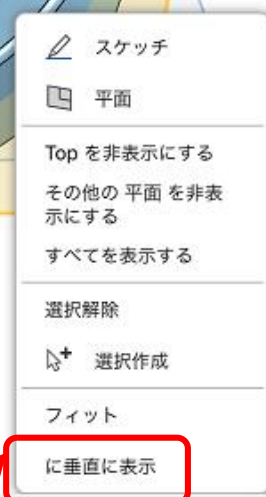 スケッチ
平面
Top を非表示にする
その他の 平面 を非表
示にする
すべてを表示する
選択解除
選択作成
フィット
に垂直に表示